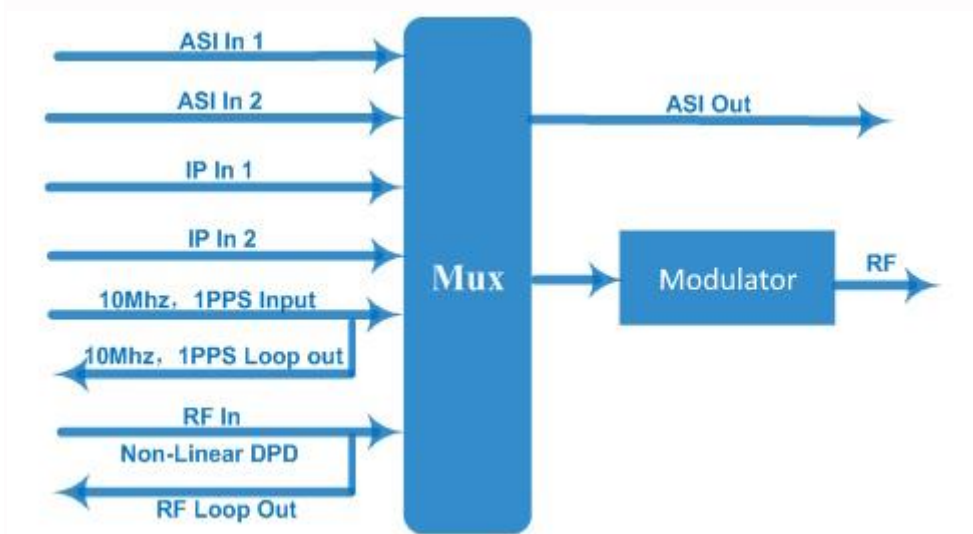 ASI In 1
ASI In 2
IP In 1
IP In 2
10Mhz，1PPS Input
10Mhz，1PPS Loop out
RF In
Non-Linear DPD
RF Loop Out
Mux
ASI Out
Modulator
RF